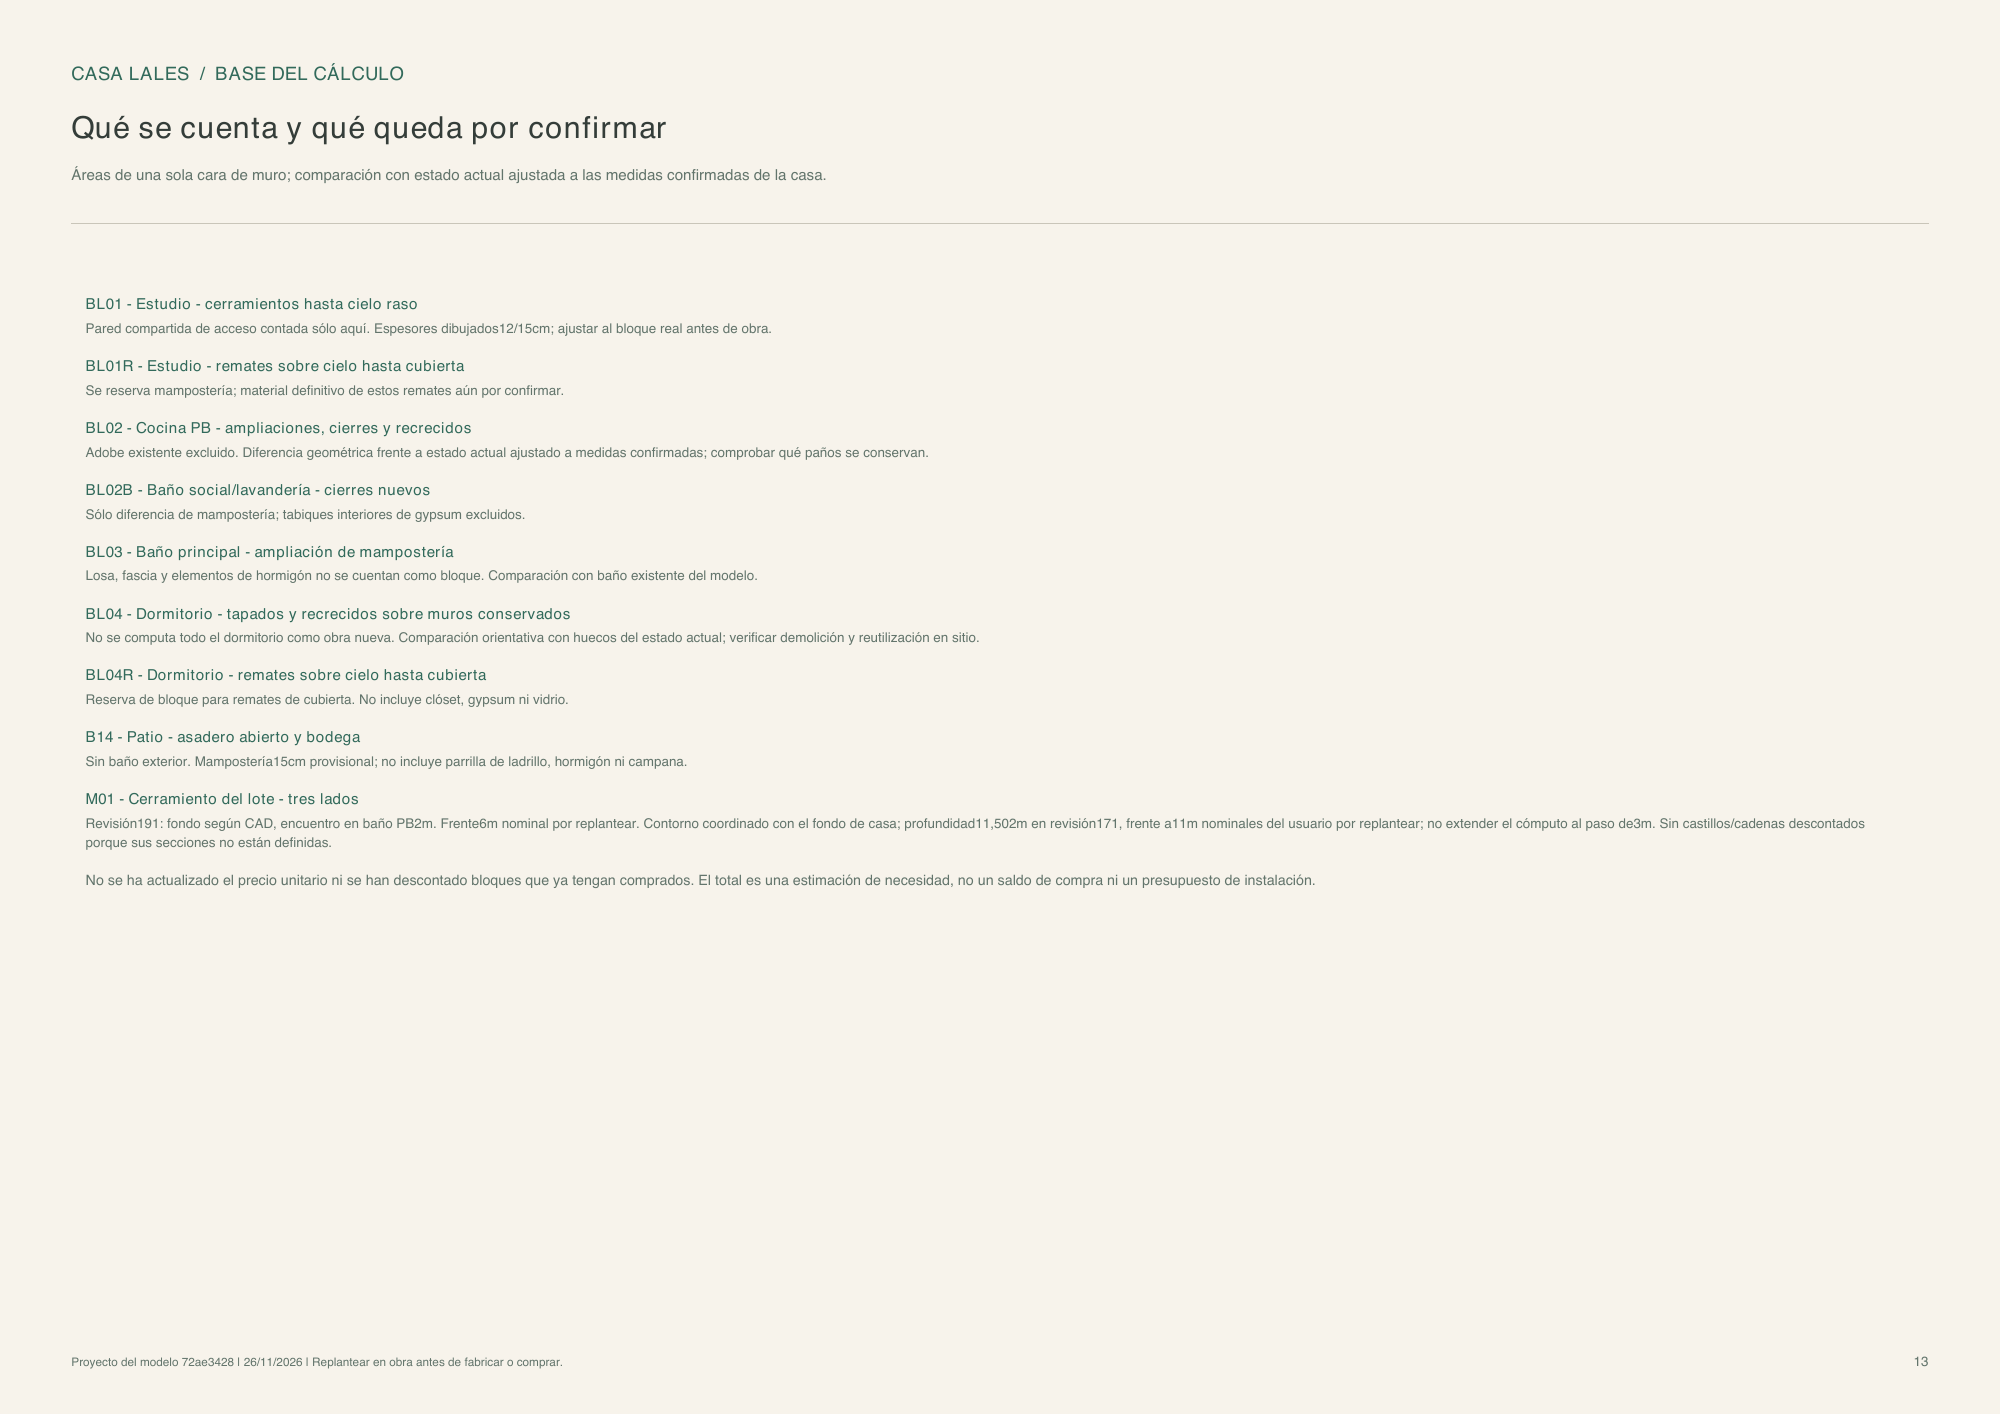 CASA LALES / BASE DEL CÁLCULO
Qué se cuenta y qué queda por confirmar
Áreas de una sola cara de muro; comparación con estado actual ajustada a las medidas confirmadas de la casa.
BL01 - Estudio - cerramientos hasta cielo raso
Pared compartida de acceso contada sólo aquí. Espesores dibujados12/15cm; ajustar al bloque real antes de obra.
BL01R - Estudio - remates sobre cielo hasta cubierta
Se reserva mampostería; material definitivo de estos remates aún por confirmar.
BL02 - Cocina PB - ampliaciones, cierres y recrecidos
Adobe existente excluido. Diferencia geométrica frente a estado actual ajustado a medidas confirmadas; comprobar qué paños se conservan.
BL02B - Baño social/lavandería - cierres nuevos
Sólo diferencia de mampostería; tabiques interiores de gypsum excluidos.
BL03 - Baño principal - ampliación de mampostería
Losa, fascia y elementos de hormigón no se cuentan como bloque. Comparación con baño existente del modelo.
BL04 - Dormitorio - tapados y recrecidos sobre muros conservados
No se computa todo el dormitorio como obra nueva. Comparación orientativa con huecos del estado actual; verificar demolición y reutilización en sitio.
BL04R - Dormitorio - remates sobre cielo hasta cubierta
Reserva de bloque para remates de cubierta. No incluye clóset, gypsum ni vidrio.
B14 - Patio - asadero abierto y bodega
Sin baño exterior. Mampostería15cm provisional; no incluye parrilla de ladrillo, hormigón ni campana.
M01 - Cerramiento del lote - tres lados
Revisión191: fondo según CAD, encuentro en baño PB2m. Frente6m nominal por replantear. Contorno coordinado con el fondo de casa; profundidad11,502m en revisión171, frente a11m nominales del usuario por replantear; no extender el cómputo al paso de3m. Sin castillos/cadenas descontados
porque sus secciones no están definidas.
No se ha actualizado el precio unitario ni se han descontado bloques que ya tengan comprados. El total es una estimación de necesidad, no un saldo de compra ni un presupuesto de instalación.
Proyecto del modelo 72ae3428 | 26/11/2026 | Replantear en obra antes de fabricar o comprar.
13